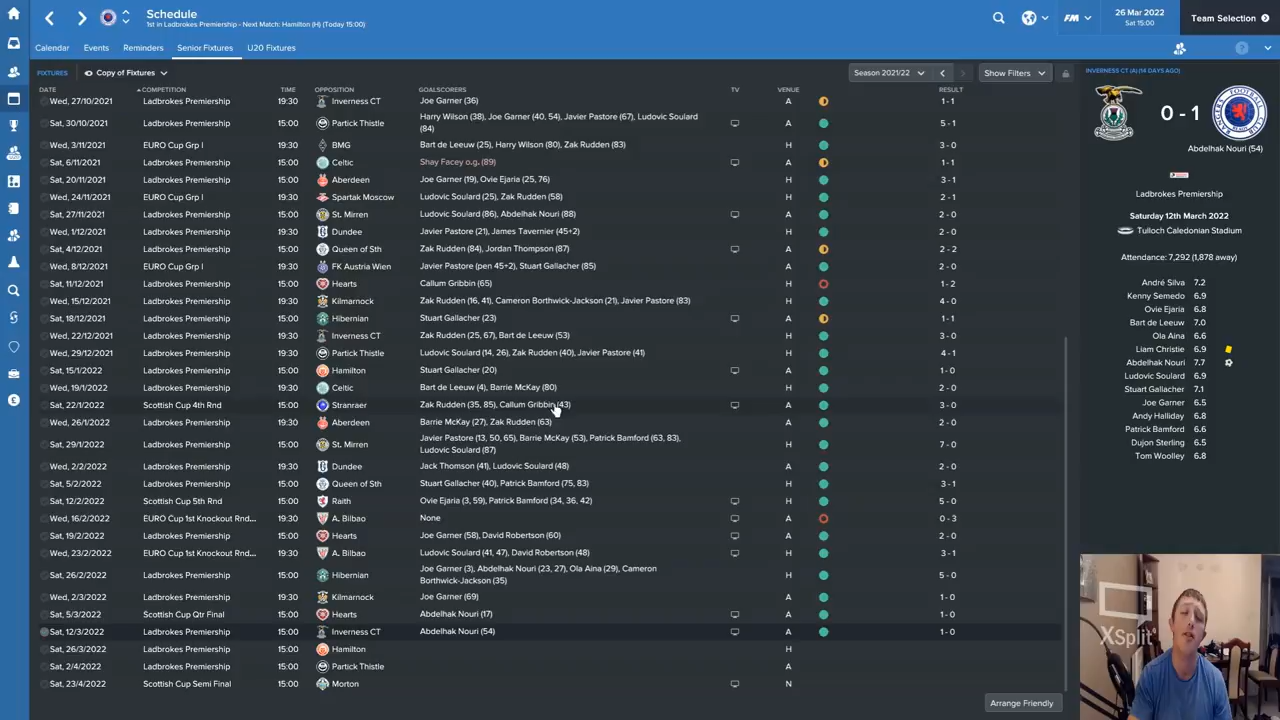 Schedule
1st in Ladbrokes Premiership - Next Match: Hamilton (H) (Today 15:00)
FM
26 Mar 2022
Sat 15:00
Team Selection
Calendar Events Reminders Senior Fixtures U20 Fixtures
FIXTURES Copy of Fixtures Season 2021/22 Show Filters
DATE COMPETITION TIME OPPOSITION GOALSCORERS TV VENUE RESULT
Wed, 27/10/2021 Ladbrokes Premiership 19:30 Inverness CT Joe Garner (36) A 1 - 1
Sat, 30/10/2021 Ladbrokes Premiership 15:00 Partick Thistle Harry Wilson (38), Joe Garner (40, 54), Javier Pastore (67), Ludovic Soulard A 5 - 1
(84)
Wed, 3/11/2021 EURO Cup Grp I 19:30 BMG Bart de Leeuw (25), Harry Wilson (80), Zak Rudden (83) H 3 - 0
Sat, 6/11/2021 Ladbrokes Premiership 15:00 Celtic Shay Facey o.g. (89) A 1 - 1
Sat, 20/11/2021 Ladbrokes Premiership 15:00 Aberdeen Joe Garner (19), Ovie Ejaria (25, 76) H 3 - 1
Wed, 24/11/2021 EURO Cup Grp I 19:30 Spartak Moscow Ludovic Soulard (25), Zak Rudden (58) H 2 - 1
Sat, 27/11/2021 Ladbrokes Premiership 15:00 St. Mirren Ludovic Soulard (86), Abdelhak Nouri (88) A 2 - 0
Wed, 1/12/2021 Ladbrokes Premiership 19:30 Dundee Javier Pastore (21), James Tavernier (45+2) H 2 - 0
Sat, 4/12/2021 Ladbrokes Premiership 15:00 Queen of Sth Zak Rudden (84), Jordan Thompson (87) A 2 - 2
Wed, 8/12/2021 EURO Cup Grp I 19:30 FK Austria Wien Javier Pastore (pen 45+2), Stuart Gallacher (85) A 2 - 0
Sat, 11/12/2021 Ladbrokes Premiership 15:00 Hearts Callum Gribbin (65) H 1 - 2
Wed, 15/12/2021 Ladbrokes Premiership 19:30 Kilmarnock Zak Rudden (16, 41), Cameron Borthwick-Jackson (21), Javier Pastore (83) H 4 - 0
Sat, 18/12/2021 Ladbrokes Premiership 15:00 Hibernian Stuart Gallacher (23) A 1 - 1
Wed, 22/12/2021 Ladbrokes Premiership 19:30 Inverness CT Zak Rudden (25, 67), Bart de Leeuw (53) H 3 - 0
Wed, 29/12/2021 Ladbrokes Premiership 19:30 Partick Thistle Ludovic Soulard (14, 26), Zak Rudden (40), Javier Pastore (41) H 4 - 1
Sat, 15/1/2022 Ladbrokes Premiership 15:00 Hamilton Stuart Gallacher (20) A 1 - 0
Wed, 19/1/2022 Ladbrokes Premiership 19:30 Celtic Bart de Leeuw (4), Barrie McKay (80) H 2 - 0
Sat, 22/1/2022 Scottish Cup 4th Rnd 15:00 Stranraer Zak Rudden (35, 85), Callum Gribbin (43) A 3 - 0
Wed, 26/1/2022 Ladbrokes Premiership 19:30 Aberdeen Barrie McKay (27), Zak Rudden (63) A 2 - 0
Sat, 29/1/2022 Ladbrokes Premiership 15:00 St. Mirren Javier Pastore (13, 50, 65), Barrie McKay (53), Patrick Bamford (63, 83), H 7 - 0
Ludovic Soulard (87)
Wed, 2/2/2022 Ladbrokes Premiership 19:30 Dundee Jack Thomson (41), Ludovic Soulard (48) A 2 - 0
Sat, 5/2/2022 Ladbrokes Premiership 15:00 Queen of Sth Stuart Gallacher (40), Patrick Bamford (75, 83) H 3 - 1
Sat, 12/2/2022 Scottish Cup 5th Rnd 15:00 Raith Ovie Ejaria (3, 59), Patrick Bamford (34, 36, 42) H 5 - 0
Wed, 16/2/2022 EURO Cup 1st Knockout Rnd... 19:30 A. Bilbao None A 0 - 3
Sat, 19/2/2022 Ladbrokes Premiership 15:00 Hearts Joe Garner (58), David Robertson (60) A 2 - 0
Wed, 23/2/2022 EURO Cup 1st Knockout Rnd... 19:30 A. Bilbao Ludovic Soulard (41, 47), David Robertson (48) H 3 - 1
Sat, 26/2/2022 Ladbrokes Premiership 15:00 Hibernian Joe Garner (3), Abdelhak Nouri (23, 27), Ola Aina (29), Cameron H 5 - 0
Borthwick-Jackson (35)
Wed, 2/3/2022 Ladbrokes Premiership 19:30 Kilmarnock Joe Garner (69) A 1 - 0
Sat, 5/3/2022 Scottish Cup Qtr Final 15:00 Hearts Abdelhak Nouri (17) A 1 - 0
Sat, 12/3/2022 Ladbrokes Premiership 15:00 Inverness CT Abdelhak Nouri (54) A 1 - 0
Sat, 26/3/2022 Ladbrokes Premiership 15:00 Hamilton H
Sat, 2/4/2022 Ladbrokes Premiership 15:00 Partick Thistle A
Sat, 23/4/2022 Scottish Cup Semi Final 15:00 Morton N
Arrange Friendly
INVERNESS CT (A) (14 DAYS AGO)
0 - 1
Abdelhak Nouri (54)
Ladbrokes Premiership
Saturday 12th March 2022
Tulloch Caledonian Stadium
Attendance: 7,292 (1,878 away)
André Silva 7.2
Kenny Semedo 6.9
Ovie Ejaria 6.8
Bart de Leeuw 7.0
Ola Aina 6.6
Liam Christie 6.9
Abdelhak Nouri 7.7
Ludovic Soulard 6.9
Stuart Gallacher 7.1
Joe Garner 6.5
Andy Halliday 6.8
Patrick Bamford 6.6
Dujon Sterling 6.5
Tom Woolley 6.8
XSplit